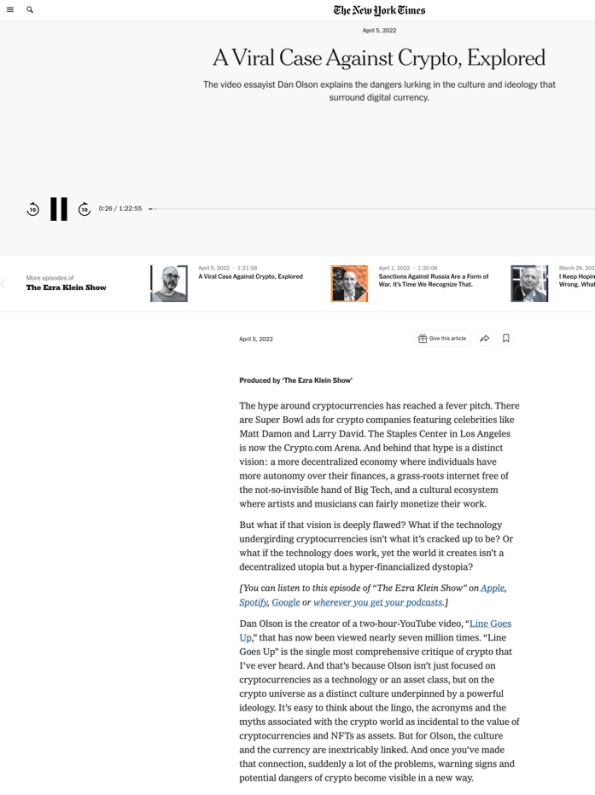 The New York Times
April 5, 2022
A Viral Case Against Crypto, Explored
The video essayist Dan Olson explains the dangers lurking in the culture and ideology that
surround digital currency.
10
10
0:26 / 1:22:55
More episodes of
The Ezra Klein Show
April 5, 2022 · 1:21:58
A Viral Case Against Crypto, Explored
April 1, 2022 · 1:20:06
Sanctions Against Russia Are a Form of
War. It's Time We Recognize That.
March 29, 202
I Keep Hopin
Wrong. What
April 5, 2022
Give this article
Produced by ‘The Ezra Klein Show’
The hype around cryptocurrencies has reached a fever pitch. There
are Super Bowl ads for crypto companies featuring celebrities like
Matt Damon and Larry David. The Staples Center in Los Angeles
is now the Crypto.com Arena. And behind that hype is a distinct
vision: a more decentralized economy where individuals have
more autonomy over their finances, a grass-roots internet free of
the not-so-invisible hand of Big Tech, and a cultural ecosystem
where artists and musicians can fairly monetize their work.
But what if that vision is deeply flawed? What if the technology
undergirding cryptocurrencies isn’t what it’s cracked up to be? Or
what if the technology does work, yet the world it creates isn’t a
decentralized utopia but a hyper-financialized dystopia?
[You can listen to this episode of “The Ezra Klein Show” on Apple,
Spotify, Google or wherever you get your podcasts.]
Dan Olson is the creator of a two-hour-YouTube video, “Line Goes
Up,” that has now been viewed nearly seven million times. “Line
Goes Up” is the single most comprehensive critique of crypto that
I’ve ever heard. And that’s because Olson isn’t just focused on
cryptocurrencies as a technology or an asset class, but on the
crypto universe as a distinct culture underpinned by a powerful
ideology. It’s easy to think about the lingo, the acronyms and the
myths associated with the crypto world as incidental to the value of
cryptocurrencies and NFTs as assets. But for Olson, the culture
and the currency are inextricably linked. And once you’ve made
that connection, suddenly a lot of the problems, warning signs and
potential dangers of crypto become visible in a new way.